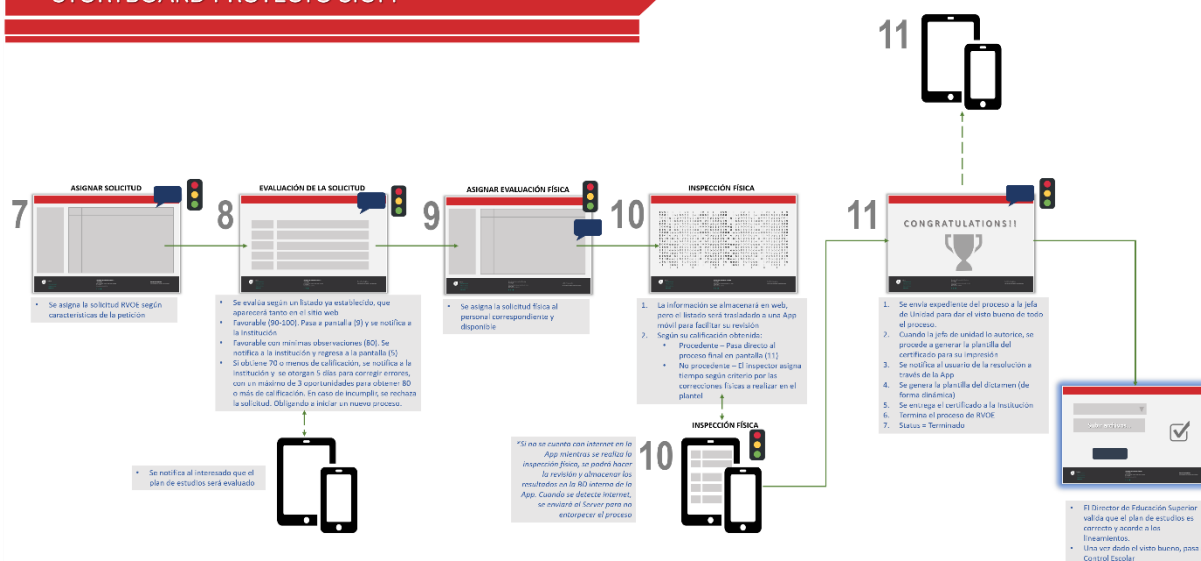 STORYBOARD PROYECTO
11
7
ASIGNAR SOLICITUD
• Se asigna la solicitud RVOE según
características de la petición
8
EVALUACIÓN DE LA SOLICITUD
• Se evalúa según un listado ya establecido, que
aparecerá tanto en el sitio web
• Favorable (90-100). Pasa a pantalla (9) y se notifica a
la Institución
• Favorable con mínimas observaciones (80). Se
notifica a la institución y regresa a la pantalla (5)
• Si obtiene 70 o menos de calificación, se notifica a la
institución y se otorgan 5 días para corregir errores,
con un máximo de 3 oportunidades para obtener 80
o más de calificación. En caso de incumplir, se rechaza
la solicitud. Obligando a iniciar un nuevo proceso.
• Se notifica al interesado que el
plan de estudios será evaluado
9
ASIGNAR EVALUACIÓN FÍSICA
• Se asigna la solicitud física al
personal correspondiente y
disponible
10
INSPECCIÓN FÍSICA
1. La información se almacenará en web,
pero el listado será trasladado a una App
móvil para facilitar su revisión
2. Según su calificación obtenida:
• Procedente – Pasa directo al
proceso final en pantalla (11)
• No procedente – El inspector asigna
tiempo según criterio por las
correcciones físicas a realizar en el
plantel
INSPECCIÓN FÍSICA
10
*Si no se cuenta con internet en la
App mientras se realiza la
inspección física, se podrá hacer
la revisión y almacenar los
resultados en la BD interna de la
App. Cuando se detecte internet,
se enviará al Server para no
entorpecer el proceso
11
CONGRATULATIONS!!
1. Se envía expediente del proceso a la jefa
de Unidad para dar el visto bueno de todo
el proceso.
2. Cuando la jefa de unidad lo autorice, se
procede a generar la plantilla del
certificado para su impresión
3. Se notifica al usuario de la resolución a
través de la App
4. Se genera la plantilla del dictamen (de
forma dinámica)
5. Se entrega el certificado a la Institución
6. Termina el proceso de RVOE
7. Status = Terminado
• El Director de Educación Superior
valida que el plan de estudios es
correcto y acorde a los
lineamientos.
• Una vez dado el visto bueno, pasa
Control Escolar